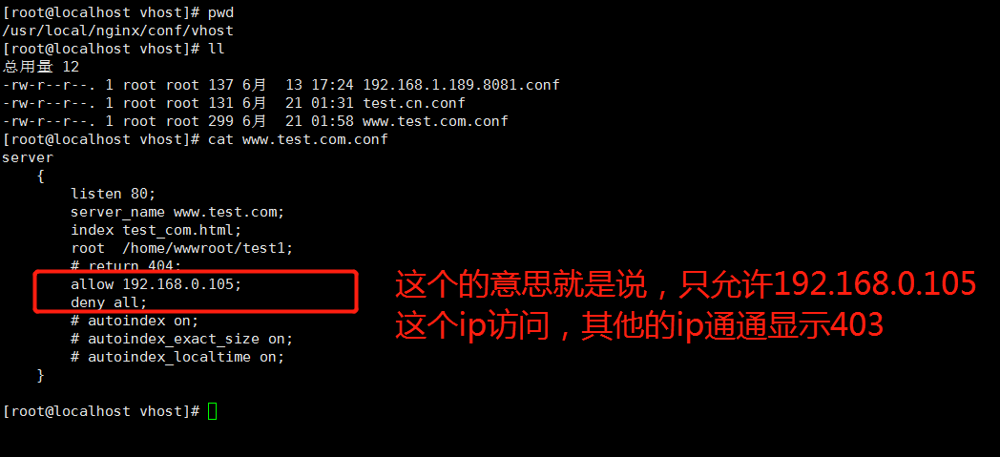 [root@localhost vhost]# pwd
/usr/local/nginx/conf/vhost
[root@localhost vhost]# ll
总用量 12
-rw-r--r--. 1 root root 137 6月  13 17:24 192.168.1.189.8081.conf
-rw-r--r--. 1 root root 131 6月  21 01:31 test.cn.conf
-rw-r--r--. 1 root root 299 6月  21 01:58 www.test.com.conf
[root@localhost vhost]# cat www.test.com.conf
server
    {
        listen 80;
        server_name www.test.com;
        index test_com.html;
        root  /home/wwwroot/test1;
        # return 404;
        allow 192.168.0.105;
        deny all;
        # autoindex on;
        # autoindex_exact_size on;
        # autoindex_localtime on;
    }
[root@localhost vhost]#
这个的意思就是说，只允许192.168.0.105
这个ip访问，其他的ip通通显示403